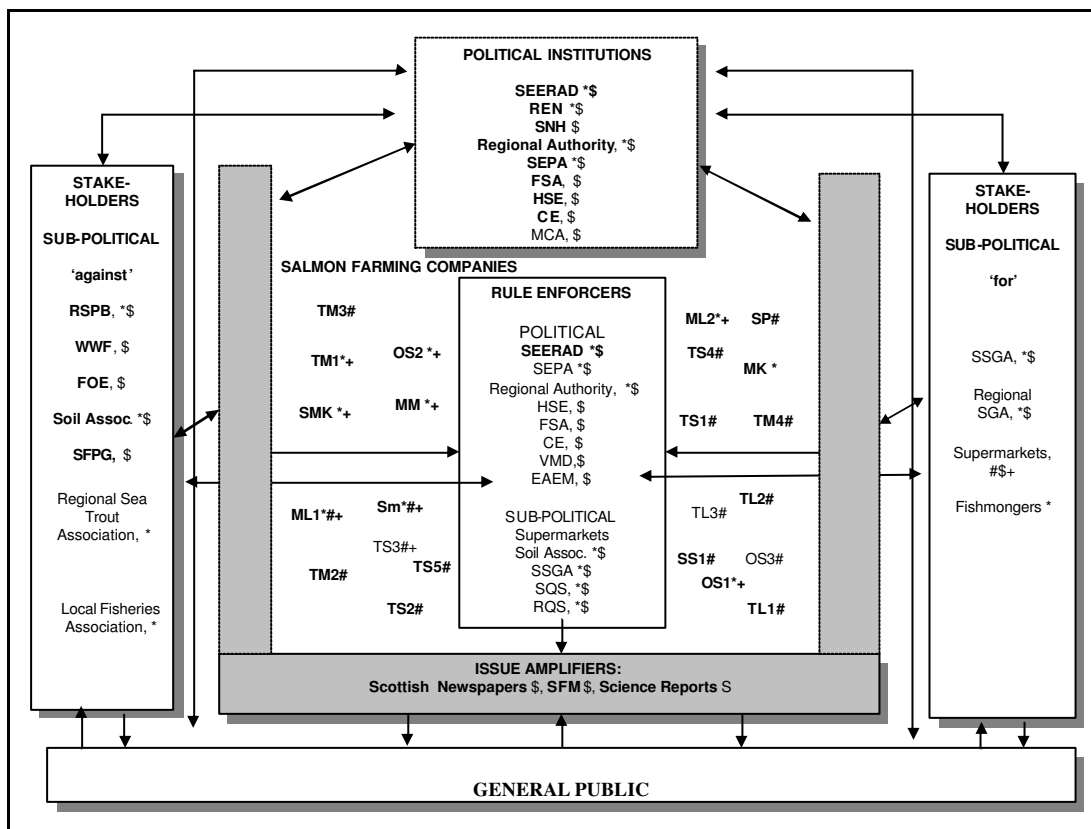 POLITICAL INSTITUTIONS
SEERAD *$
REN *$
SNH $
Regional Authority, *$
SEPA *$
FSA, $
HSE, $
CE, $
MCA, $
STAKE-
HOLDERS
SUB-POLITICAL
‘against’
RSPB, *$
WWF, $
FOE, $
Soil Assoc. *$
SFPG, $
Regional Sea
Trout
Association, *
Local Fisheries
Association, *
SALMON FARMING COMPANIES
TM3#
TM1*+
OS2 *+
SMK *+
MM *+
ML1*#+
Sm*#+
TS3#+
TM2#
TS5#
TS2#
RULE ENFORCERS
POLITICAL
SEERAD *$
SEPA *$
Regional Authority, *$
HSE, $
FSA, $
CE, $
VMD,$
EAEM, $
SUB-POLITICAL
Supermarkets
Soil Assoc. *$
SSGA *$
SQS, *$
RQS, *$
ML2*+
SP#
TS4#
MK *
TS1#
TM4#
TL2#
TL3#
SS1#
OS3#
OS1*+
TL1#
STAKE-
HOLDERS
SUB-POLITICAL
‘for’
SSGA, *$
Regional
SGA, *$
Supermarkets,
#$+
Fishmongers *
ISSUE AMPLIFIERS:
Scottish Newspapers $, SFM $, Science Reports S
GENERAL PUBLIC